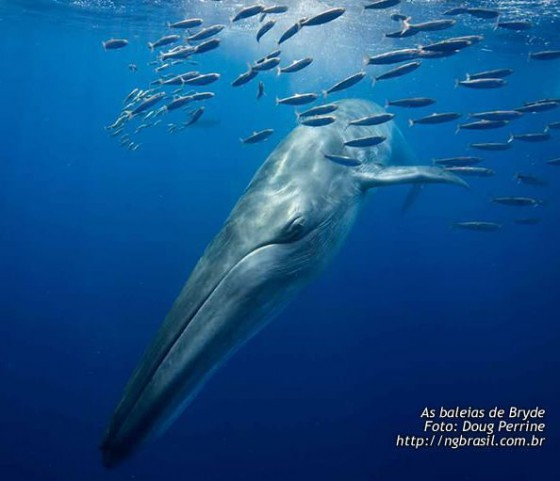 As baleias de Bryde
Foto: Doug Perrine
http://ngbrasil.com.br